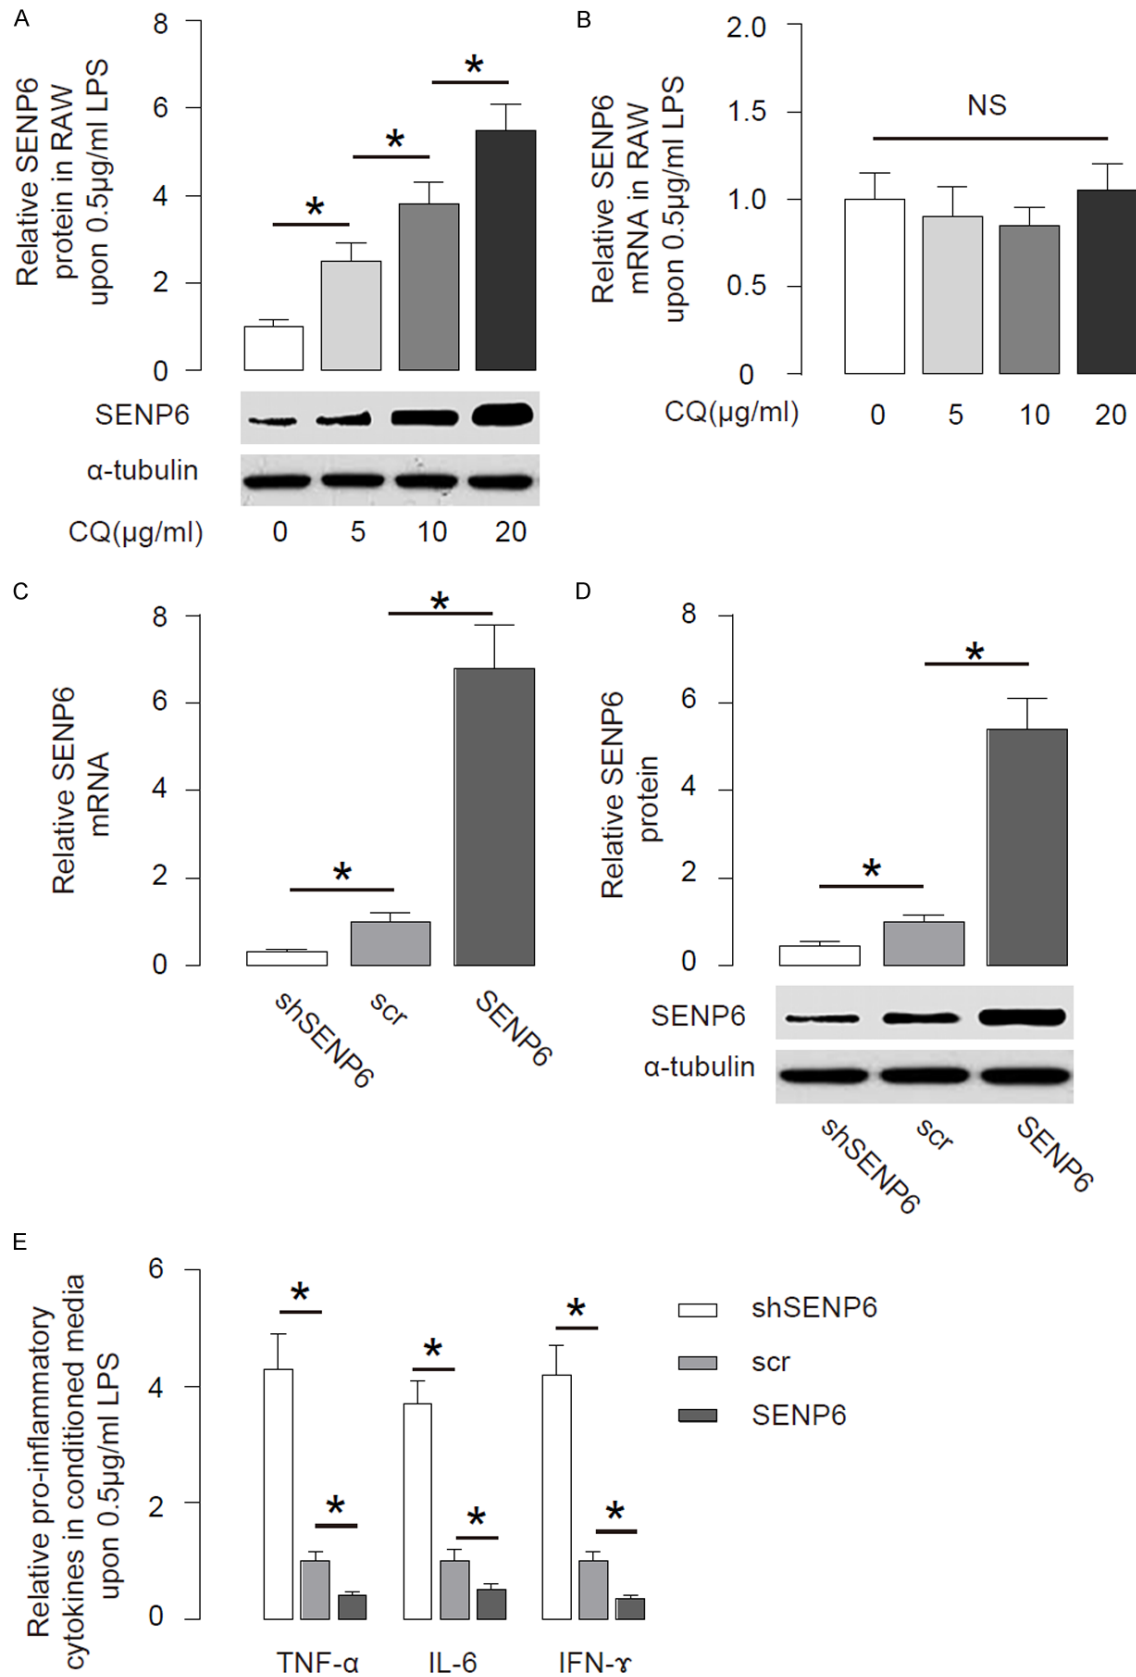 A
Relative SENP6
protein in RAW
upon 0.5µg/ml LPS
8
6
4
2
0
*
*
*
SENP6
α-tubulin
CQ(µg/ml) 0 5 10 20
B
Relative SENP6
mRNA in RAW
upon 0.5µg/ml LPS
2.0
1.5
1.0
0.5
0
NS
CQ(µg/ml) 0 5 10 20
C
Relative SENP6
mRNA
8
6
4
2
0
*
*
shSENP6
scr
SENP6
D
Relative SENP6
protein
8
6
4
2
0
*
*
SENP6
α-tubulin
shSENP6
scr
SENP6
E
Relative pro-inflammatory
cytokines in conditioned media
upon 0.5µg/ml LPS
6
4
2
0
*
*
*
*
*
*
TNF-α IL-6 IFN-ɤ
shSENP6
scr
SENP6